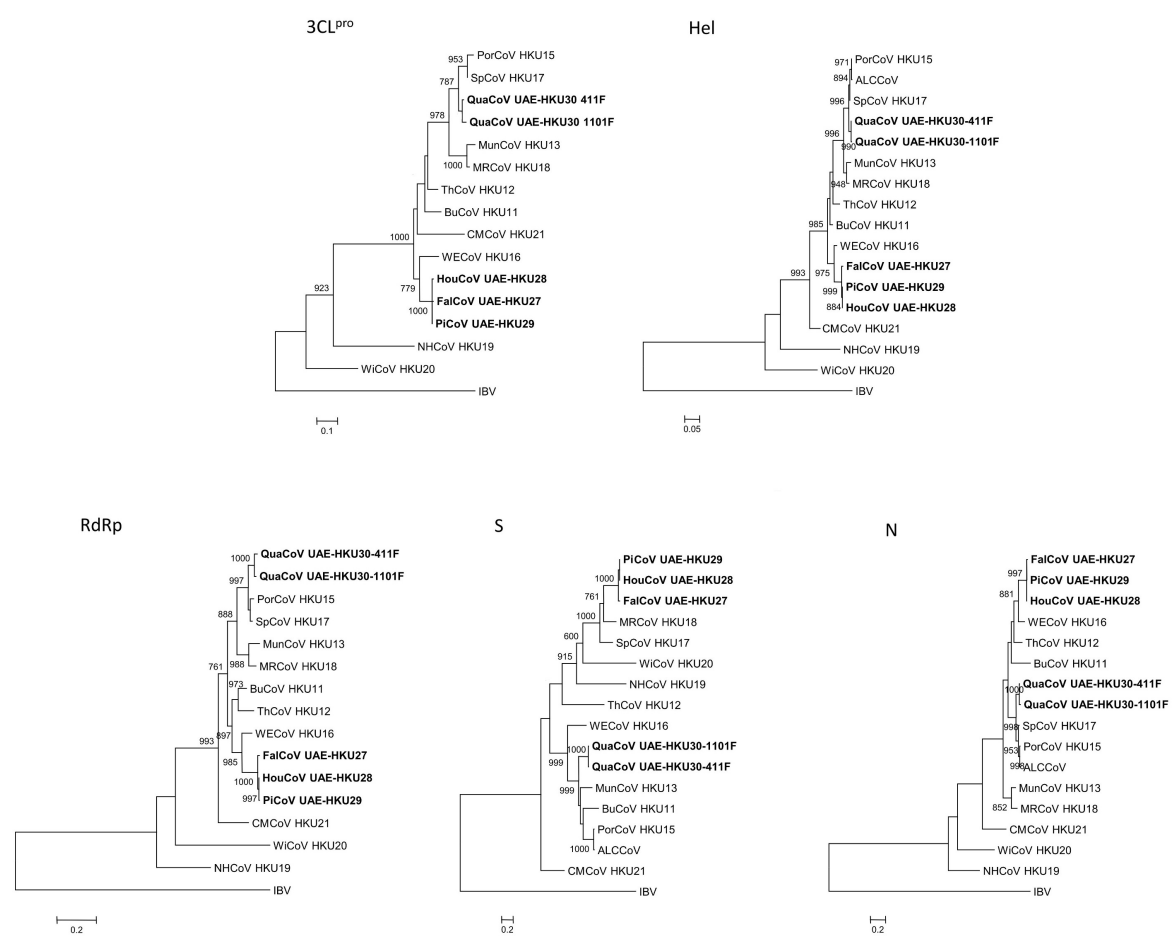 3CLpro
953
PorCoV HKU15
787
SpCoV HKU17
QuaCoV UAE-HKU30 411F
978
QuaCoV UAE-HKU30 1101F
MunCoV HKU13
1000
MRCoV HKU18
ThCoV HKU12
BuCoV HKU11
1000
CMCoV HKU21
WECoV HKU16
779
HouCoV UAE-HKU28
923
FalCoV UAE-HKU27
1000
PiCoV UAE-HKU29
NHCoV HKU19
WiCoV HKU20
IBV
0.1
Hel
971
PorCoV HKU15
894
ALCCoV
996
SpCoV HKU17
QuaCoV UAE-HKU30-411F
996
QuaCoV UAE-HKU30-1101F
990
MunCoV HKU13
948
MRCoV HKU18
ThCoV HKU12
985
BuCoV HKU11
WECoV HKU16
993
975
FalCoV UAE-HKU27
999
PiCoV UAE-HKU29
884
HouCoV UAE-HKU28
CMCoV HKU21
NHCoV HKU19
WiCoV HKU20
IBV
0.05
RdRp
1000
QuaCoV UAE-HKU30-411F
997
QuaCoV UAE-HKU30-1101F
PorCoV HKU15
888
SpCoV HKU17
MunCoV HKU13
761
988
MRCoV HKU18
973
BuCoV HKU11
ThCoV HKU12
897
WECoV HKU16
993
985
FalCoV UAE-HKU27
1000
HouCoV UAE-HKU28
997
PiCoV UAE-HKU29
CMCoV HKU21
WiCoV HKU20
NHCoV HKU19
IBV
0.2
S
PiCoV UAE-HKU29
1000
HouCoV UAE-HKU28
761
FalCoV UAE-HKU27
1000
MRCoV HKU18
600
SpCoV HKU17
915
WiCoV HKU20
NHCoV HKU19
ThCoV HKU12
WECoV HKU16
1000
QuaCoV UAE-HKU30-1101F
999
QuaCoV UAE-HKU30-411F
999
MunCoV HKU13
BuCoV HKU11
PorCoV HKU15
1000
ALCCoV
CMCoV HKU21
IBV
0.2
N
FalCoV UAE-HKU27
997
PiCoV UAE-HKU29
881
HouCoV UAE-HKU28
WECoV HKU16
ThCoV HKU12
BuCoV HKU11
1000
QuaCoV UAE-HKU30-411F
QuaCoV UAE-HKU30-1101F
998
SpCoV HKU17
953
PorCoV HKU15
998
ALCCoV
MunCoV HKU13
852
MRCoV HKU18
CMCoV HKU21
WiCoV HKU20
NHCoV HKU19
IBV
0.2